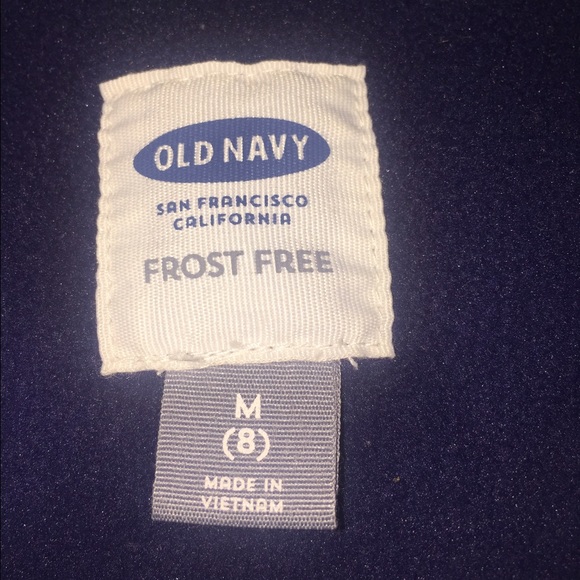 OLD NAVY
SAN FRANCISCO
CALIFORNIA
FROST FREE
M
(8)
MADE IN
VIETNAM